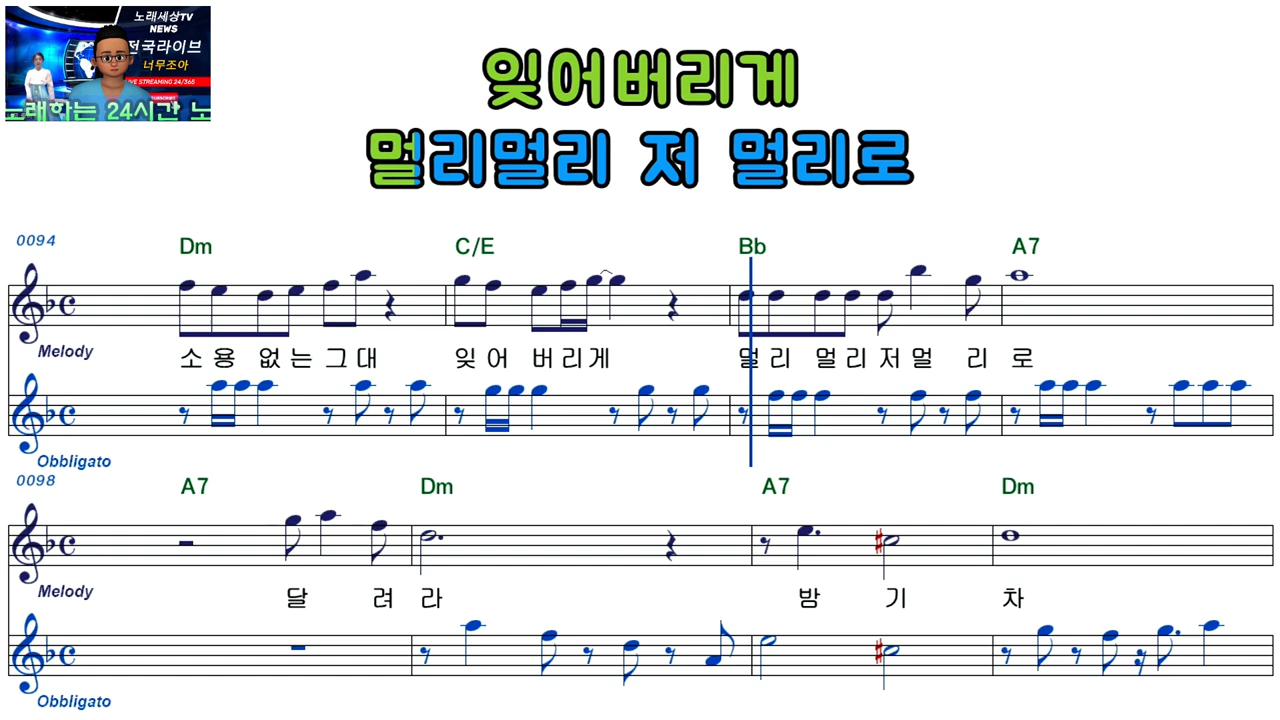 노래세상TV
NEWS
전국라이브
너무조아
LIVE STREAMING 24/365
SUBSCRIBE
노래하는 24시간 노
잊어버리게
멀리멀리 저 멀리로
0094
Dm C/E Bb A7
Melody
소 용 없 는 그 대 잊 어 버 리 게 멀 리 멀 리 저 멀 리 로
Obbligato
0098
A7 Dm A7 Dm
Melody
달 려 라 방 기 차
Obbligato